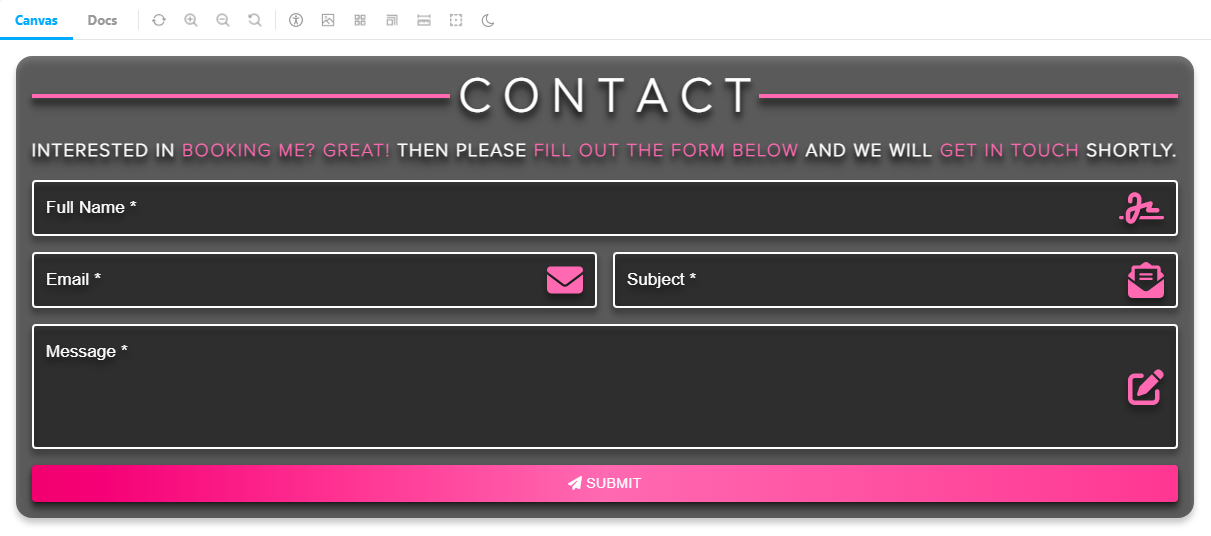 Canvas Docs
CONTACT
INTERESTED IN BOOKING ME? GREAT! THEN PLEASE FILL OUT THE FORM BELOW AND WE WILL GET IN TOUCH SHORTLY.
Full Name *
Email * Subject *
Message *
SUBMIT